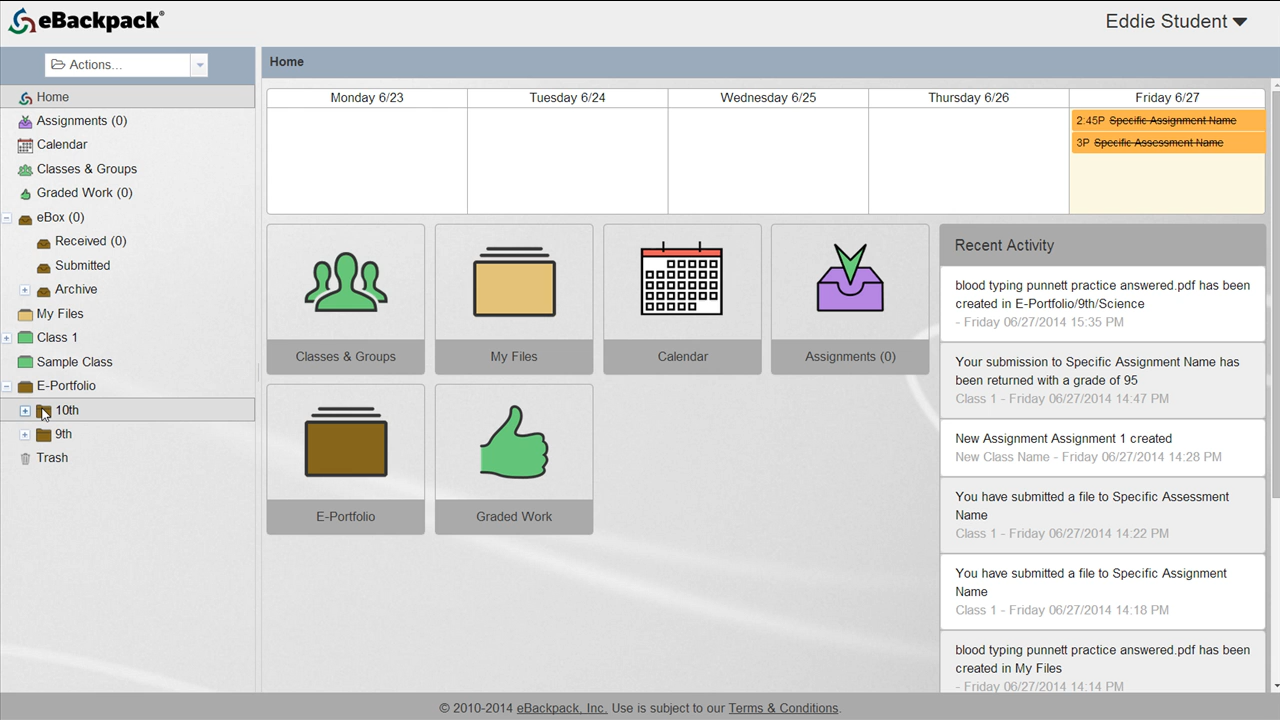 eBackpack®
Eddie Student
Actions...
Home
Assignments (0)
Calendar
Classes & Groups
Graded Work (0)
eBox (0)
Received (0)
Submitted
Archive
My Files
Class 1
Sample Class
E-Portfolio
10th
9th
Trash
Home
Monday 6/23
Tuesday 6/24
Wednesday 6/25
Thursday 6/26
Friday 6/27
2:45P Specific Assignment Name
3P Specific Assessment Name
Classes & Groups
My Files
Calendar
Assignments (0)
E-Portfolio
Graded Work
Recent Activity
blood typing punnett practice answered.pdf has been
created in E-Portfolio/9th/Science
- Friday 06/27/2014 15:35 PM
Your submission to Specific Assignment Name has
been returned with a grade of 95
Class 1 - Friday 06/27/2014 14:47 PM
New Assignment Assignment 1 created
New Class Name - Friday 06/27/2014 14:28 PM
You have submitted a file to Specific Assessment
Name
Class 1 - Friday 06/27/2014 14:22 PM
You have submitted a file to Specific Assignment
Name
Class 1 - Friday 06/27/2014 14:18 PM
blood typing punnett practice answered.pdf has been
created in My Files
- Friday 06/27/2014 14:14 PM
© 2010-2014 eBackpack, Inc. Use is subject to our Terms & Conditions.